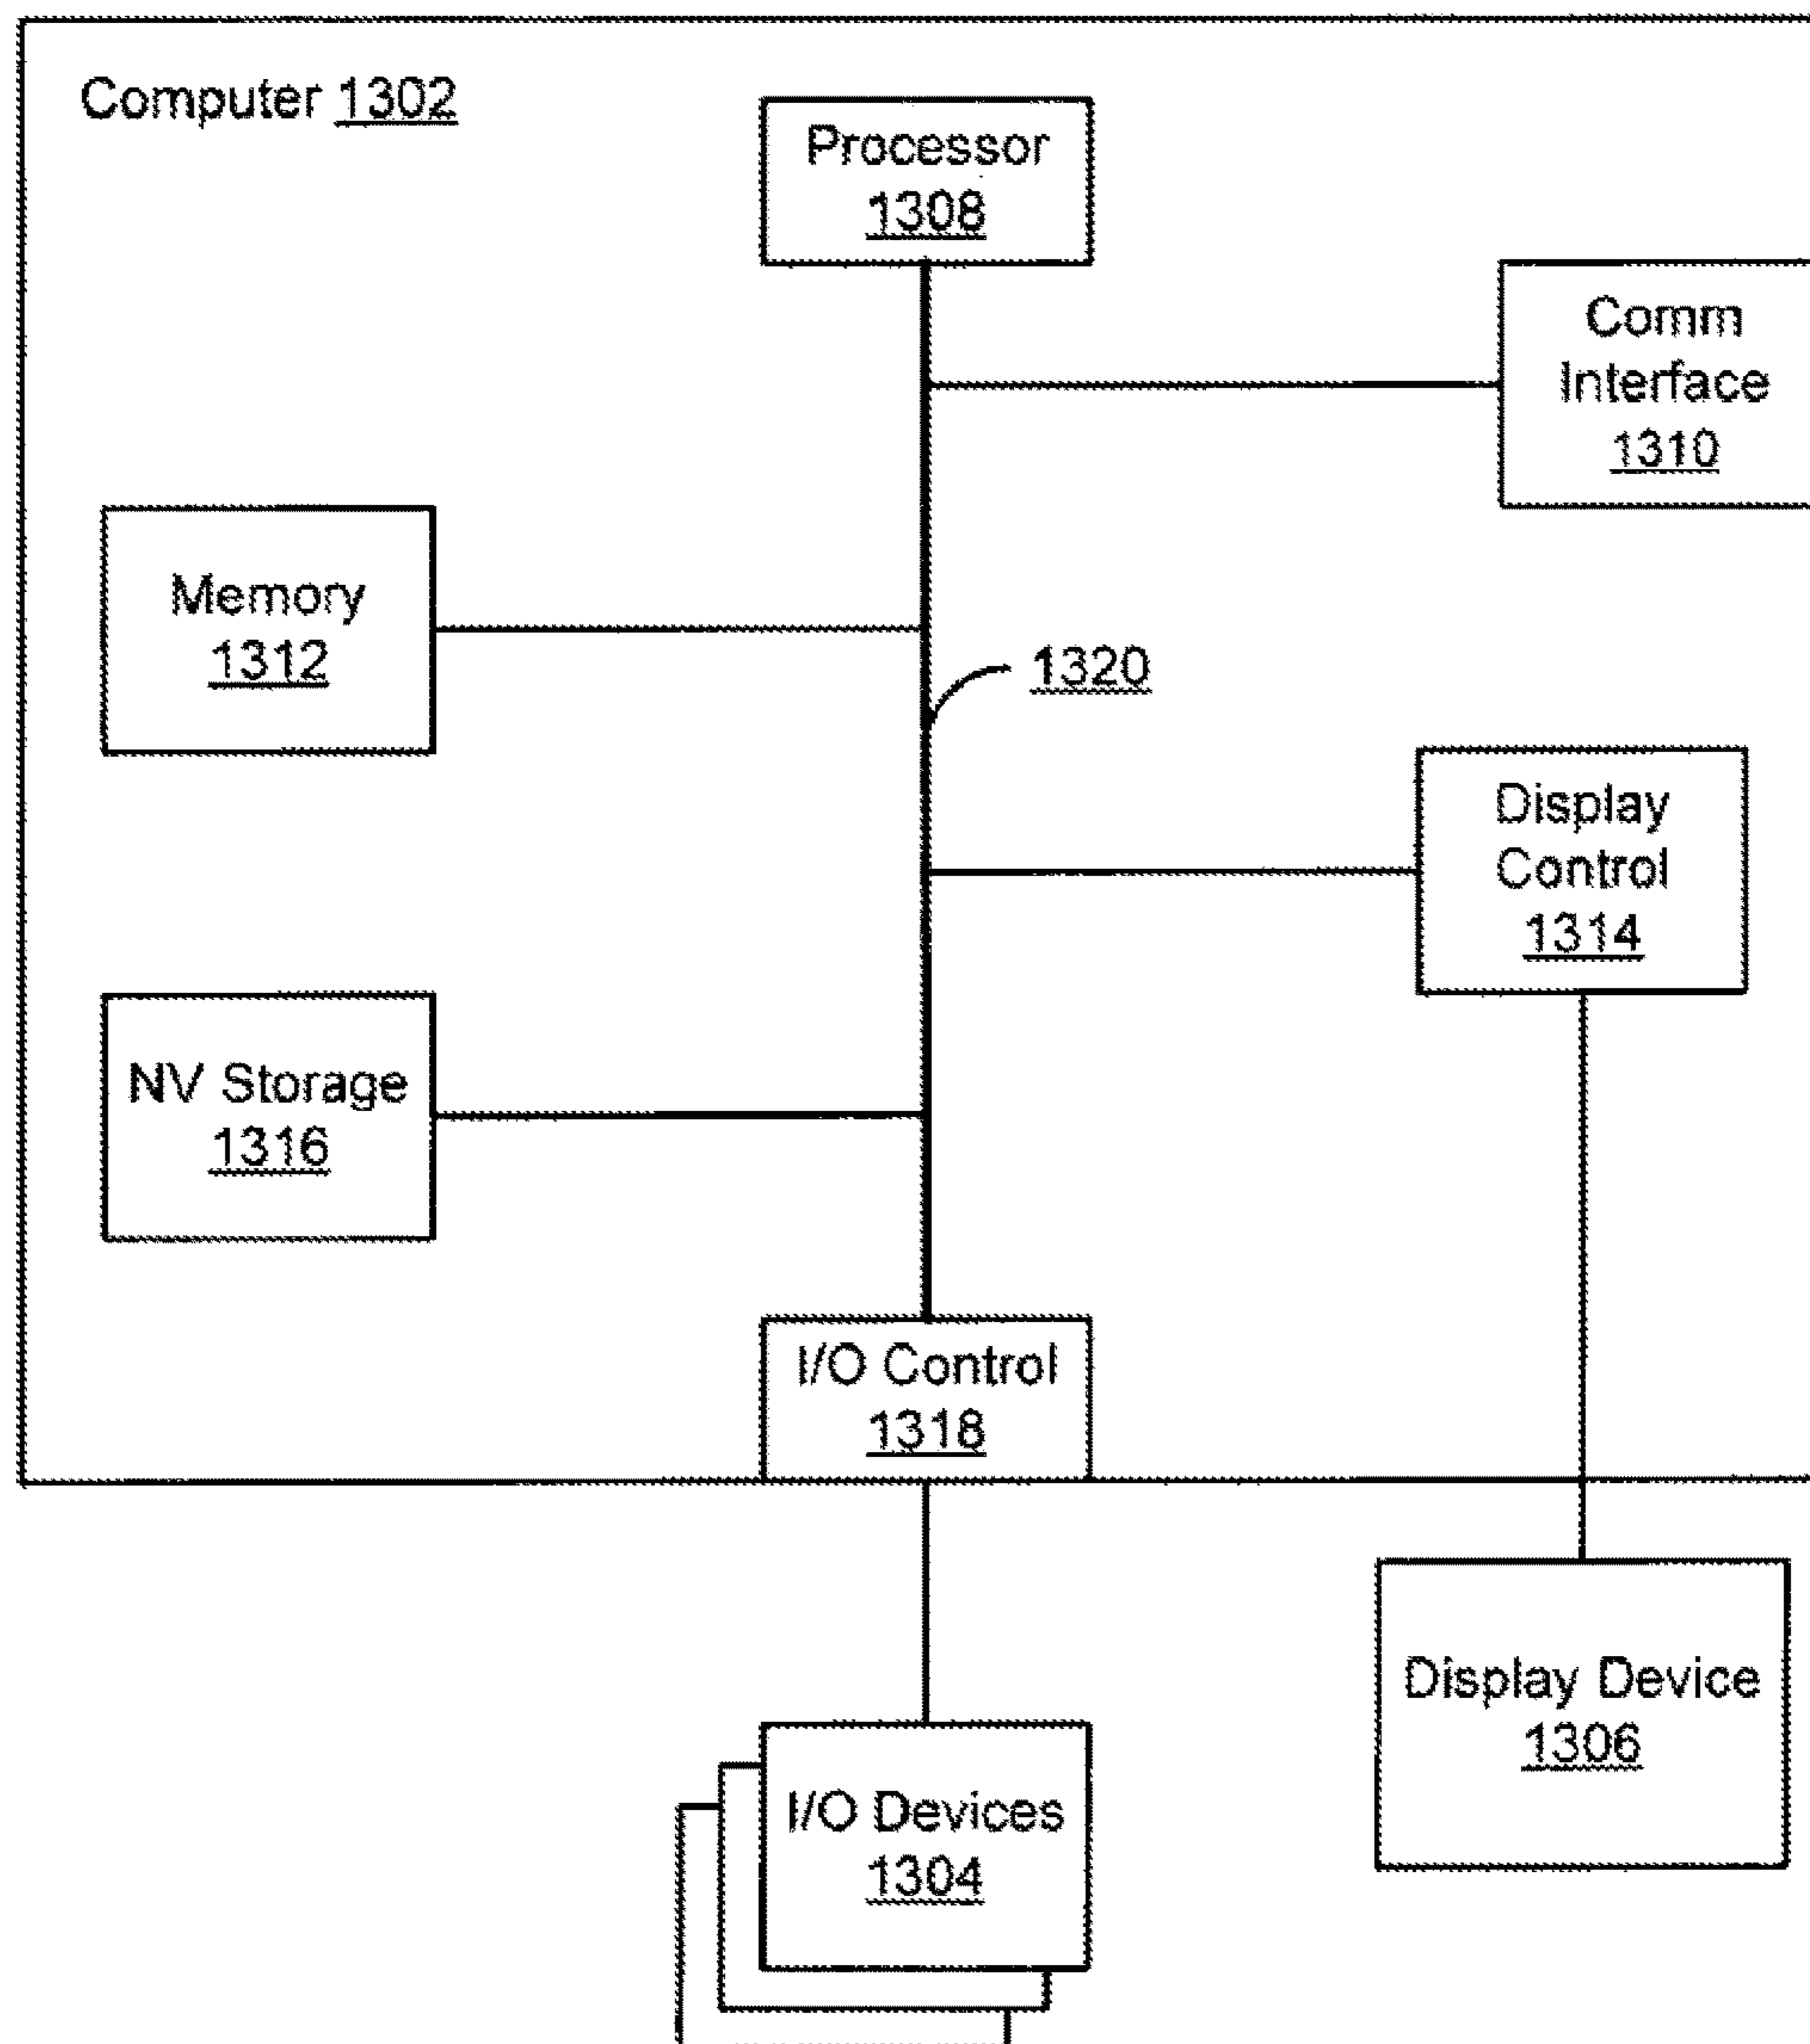 Computer 1302
Processor
1308
Comm
Interface
1310
Memory
1312
1320
Display
Control
1314
NV Storage
1316
I/O Control
1318
Display Device
1306
I/O Devices
1304